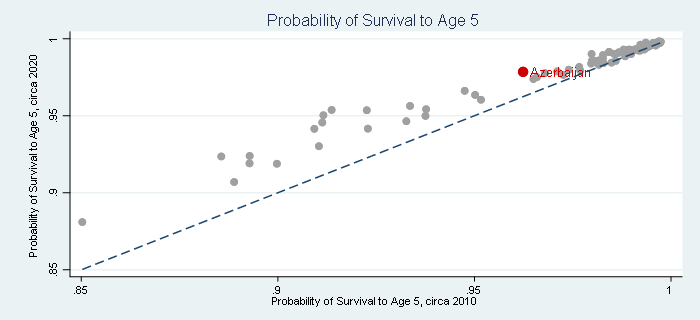 Probability of Survival to Age 5
Probability of Survival to Age 5, circa 2020
1
.95
.9
.85
Azerbaijan
.85
.9
.95
1
Probability of Survival to Age 5, circa 2010